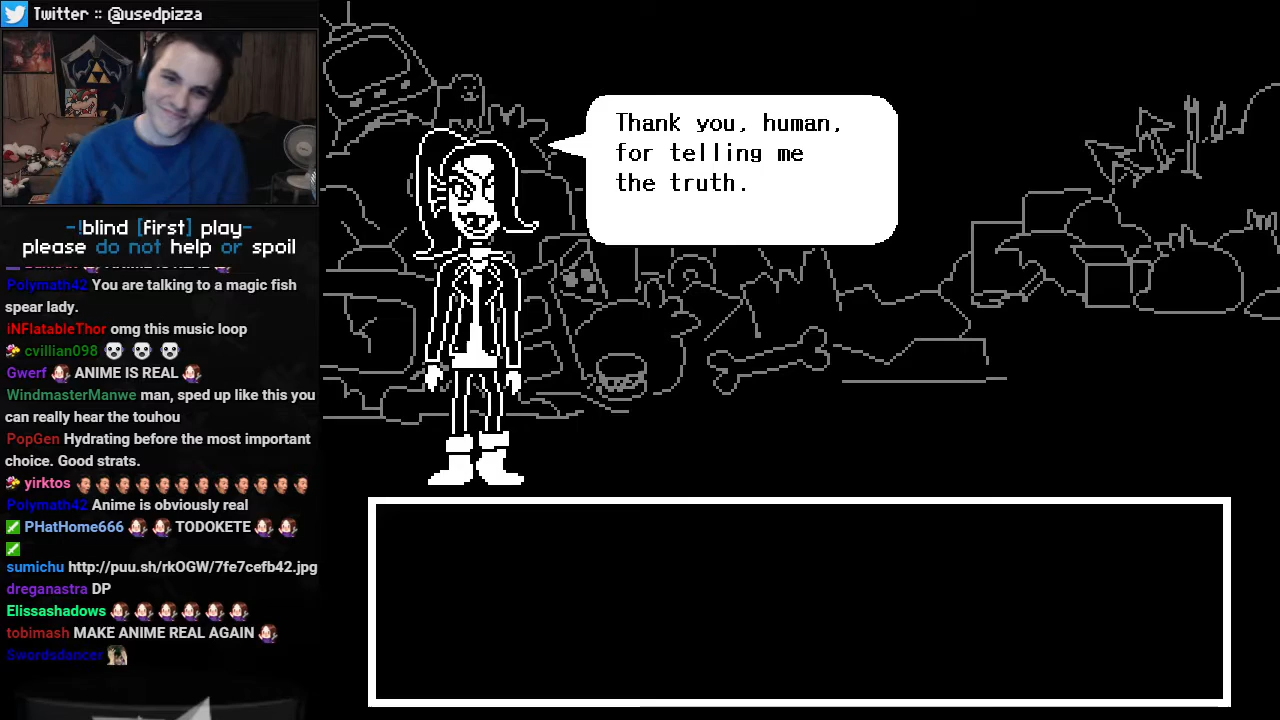 Twitter :: @usedpizza
-!blind [first] play-
please do not help or spoil
ANIME IS REAL
Polymath42 You are talking to a magic fish
spear lady.
iNFlatableThor omg this music loop
cvillian098
Gwerf ANIME IS REAL
WindmasterManwe man, sped up like this you
can really hear the touhou
PopGen Hydrating before the most important
choice. Good strats.
yirktos
Polymath42 Anime is obviously real
PHatHome666 TODOKETE
sumichu http://puu.sh/rkOGW/7fe7cefb42.jpg
dreganastra DP
Elissashadows
tobimash MAKE ANIME REAL AGAIN
Swordsdancer
Thank you, human,
for telling me
the truth.